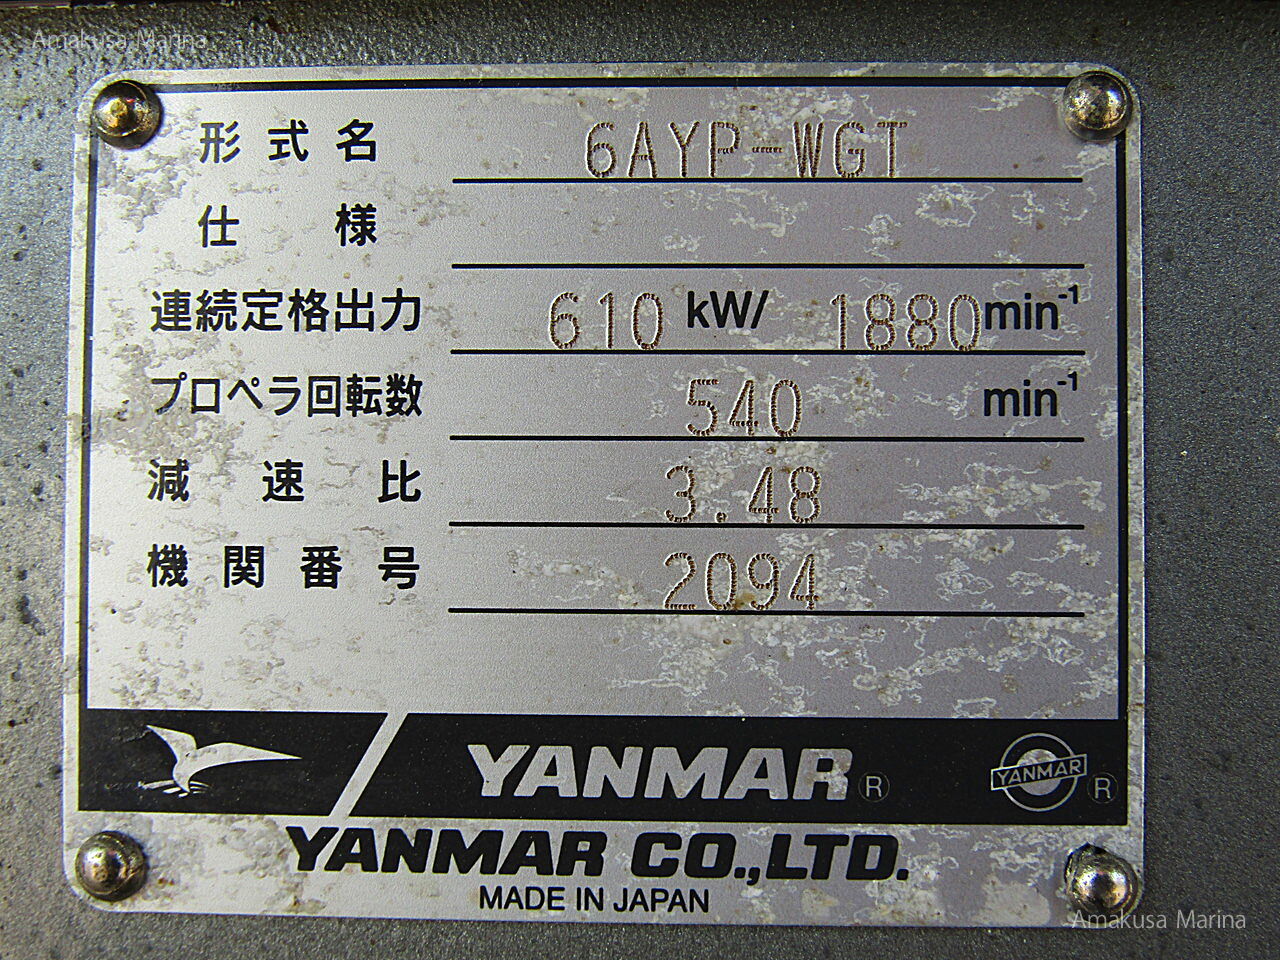 Amakusa Marina
形式名 6AYP-WGT
仕様
連続定格出力 610 kW/ 1880 min⁻¹
プロペラ回転数 540 min⁻¹
減速比 3.48
機関番号 2094
YANMAR ® YANMAR ®
YANMAR CO.,LTD.
MADE IN JAPAN
Amakusa Marina